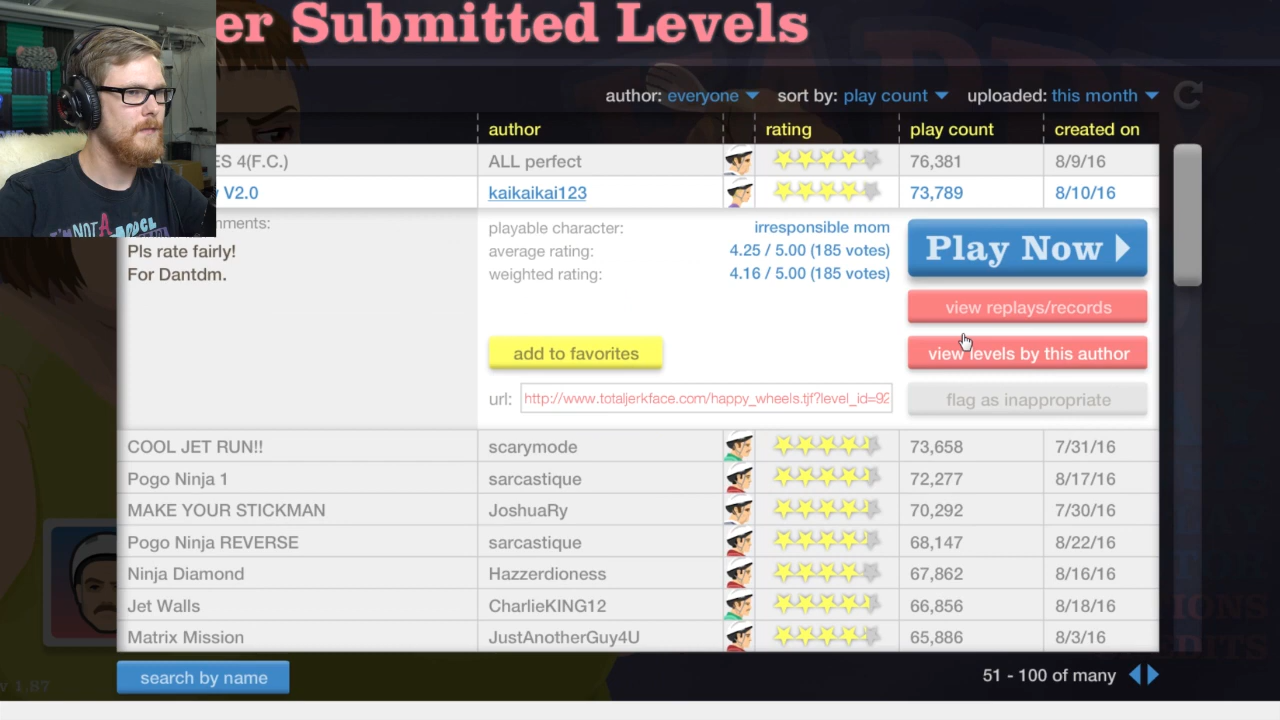 er Submitted Levels
author: everyone sort by: play count uploaded: this month
author rating play count created on
ES 4(F.C.) ALL perfect 76,381 8/9/16
V2.0 kaikaikai123 73,789 8/10/16
mments:
Pls rate fairly!
For Dantdm.
playable character: irresponsible mom
average rating: 4.25 / 5.00 (185 votes)
weighted rating: 4.16 / 5.00 (185 votes)
Play Now
view replays/records
add to favorites
view levels by this author
url: http://www.totaljerkface.com/happy_wheels.tjf?level_id=92
flag as inappropriate
COOL JET RUN!! scarymode 73,658 7/31/16
Pogo Ninja 1 sarcastique 72,277 8/17/16
MAKE YOUR STICKMAN JoshuaRy 70,292 7/30/16
Pogo Ninja REVERSE sarcastique 68,147 8/22/16
Ninja Diamond Hazzerdioness 67,862 8/16/16
Jet Walls CharlieKING12 66,856 8/18/16
Matrix Mission JustAnotherGuy4U 65,886 8/3/16
search by name
51 - 100 of many
v 1.87